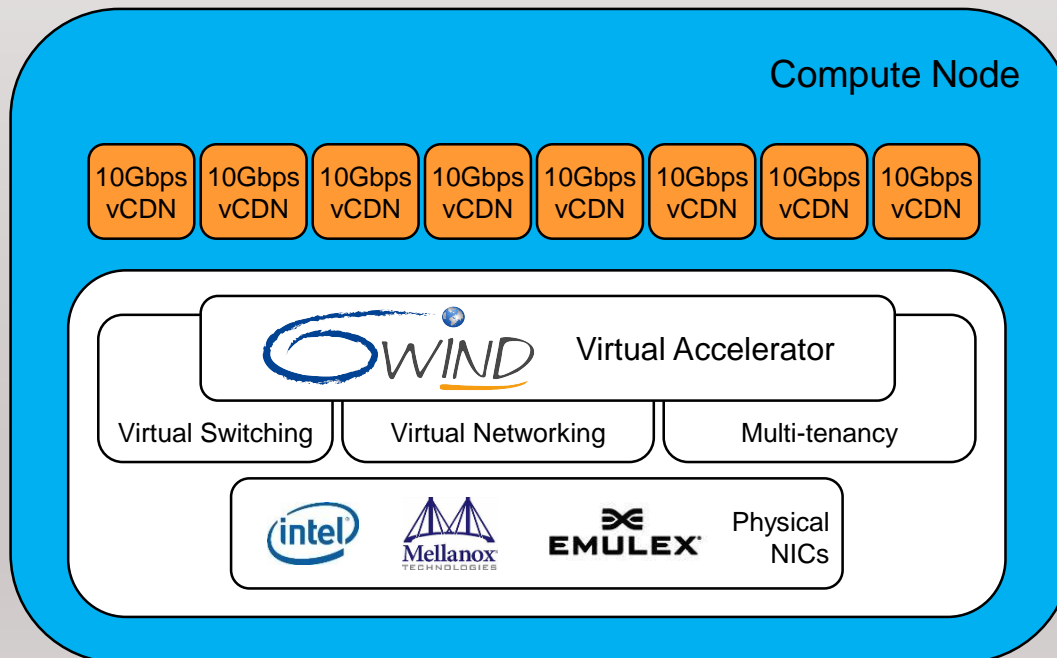 Compute Node
10Gbps 10Gbps 10Gbps 10Gbps 10Gbps 10Gbps 10Gbps 10Gbps
vCDN vCDN vCDN vCDN vCDN vCDN vCDN vCDN
6WIND Virtual Accelerator
Virtual Switching Virtual Networking Multi-tenancy
intel Mellanox TECHNOLOGIES EMULEX Physical
NICs